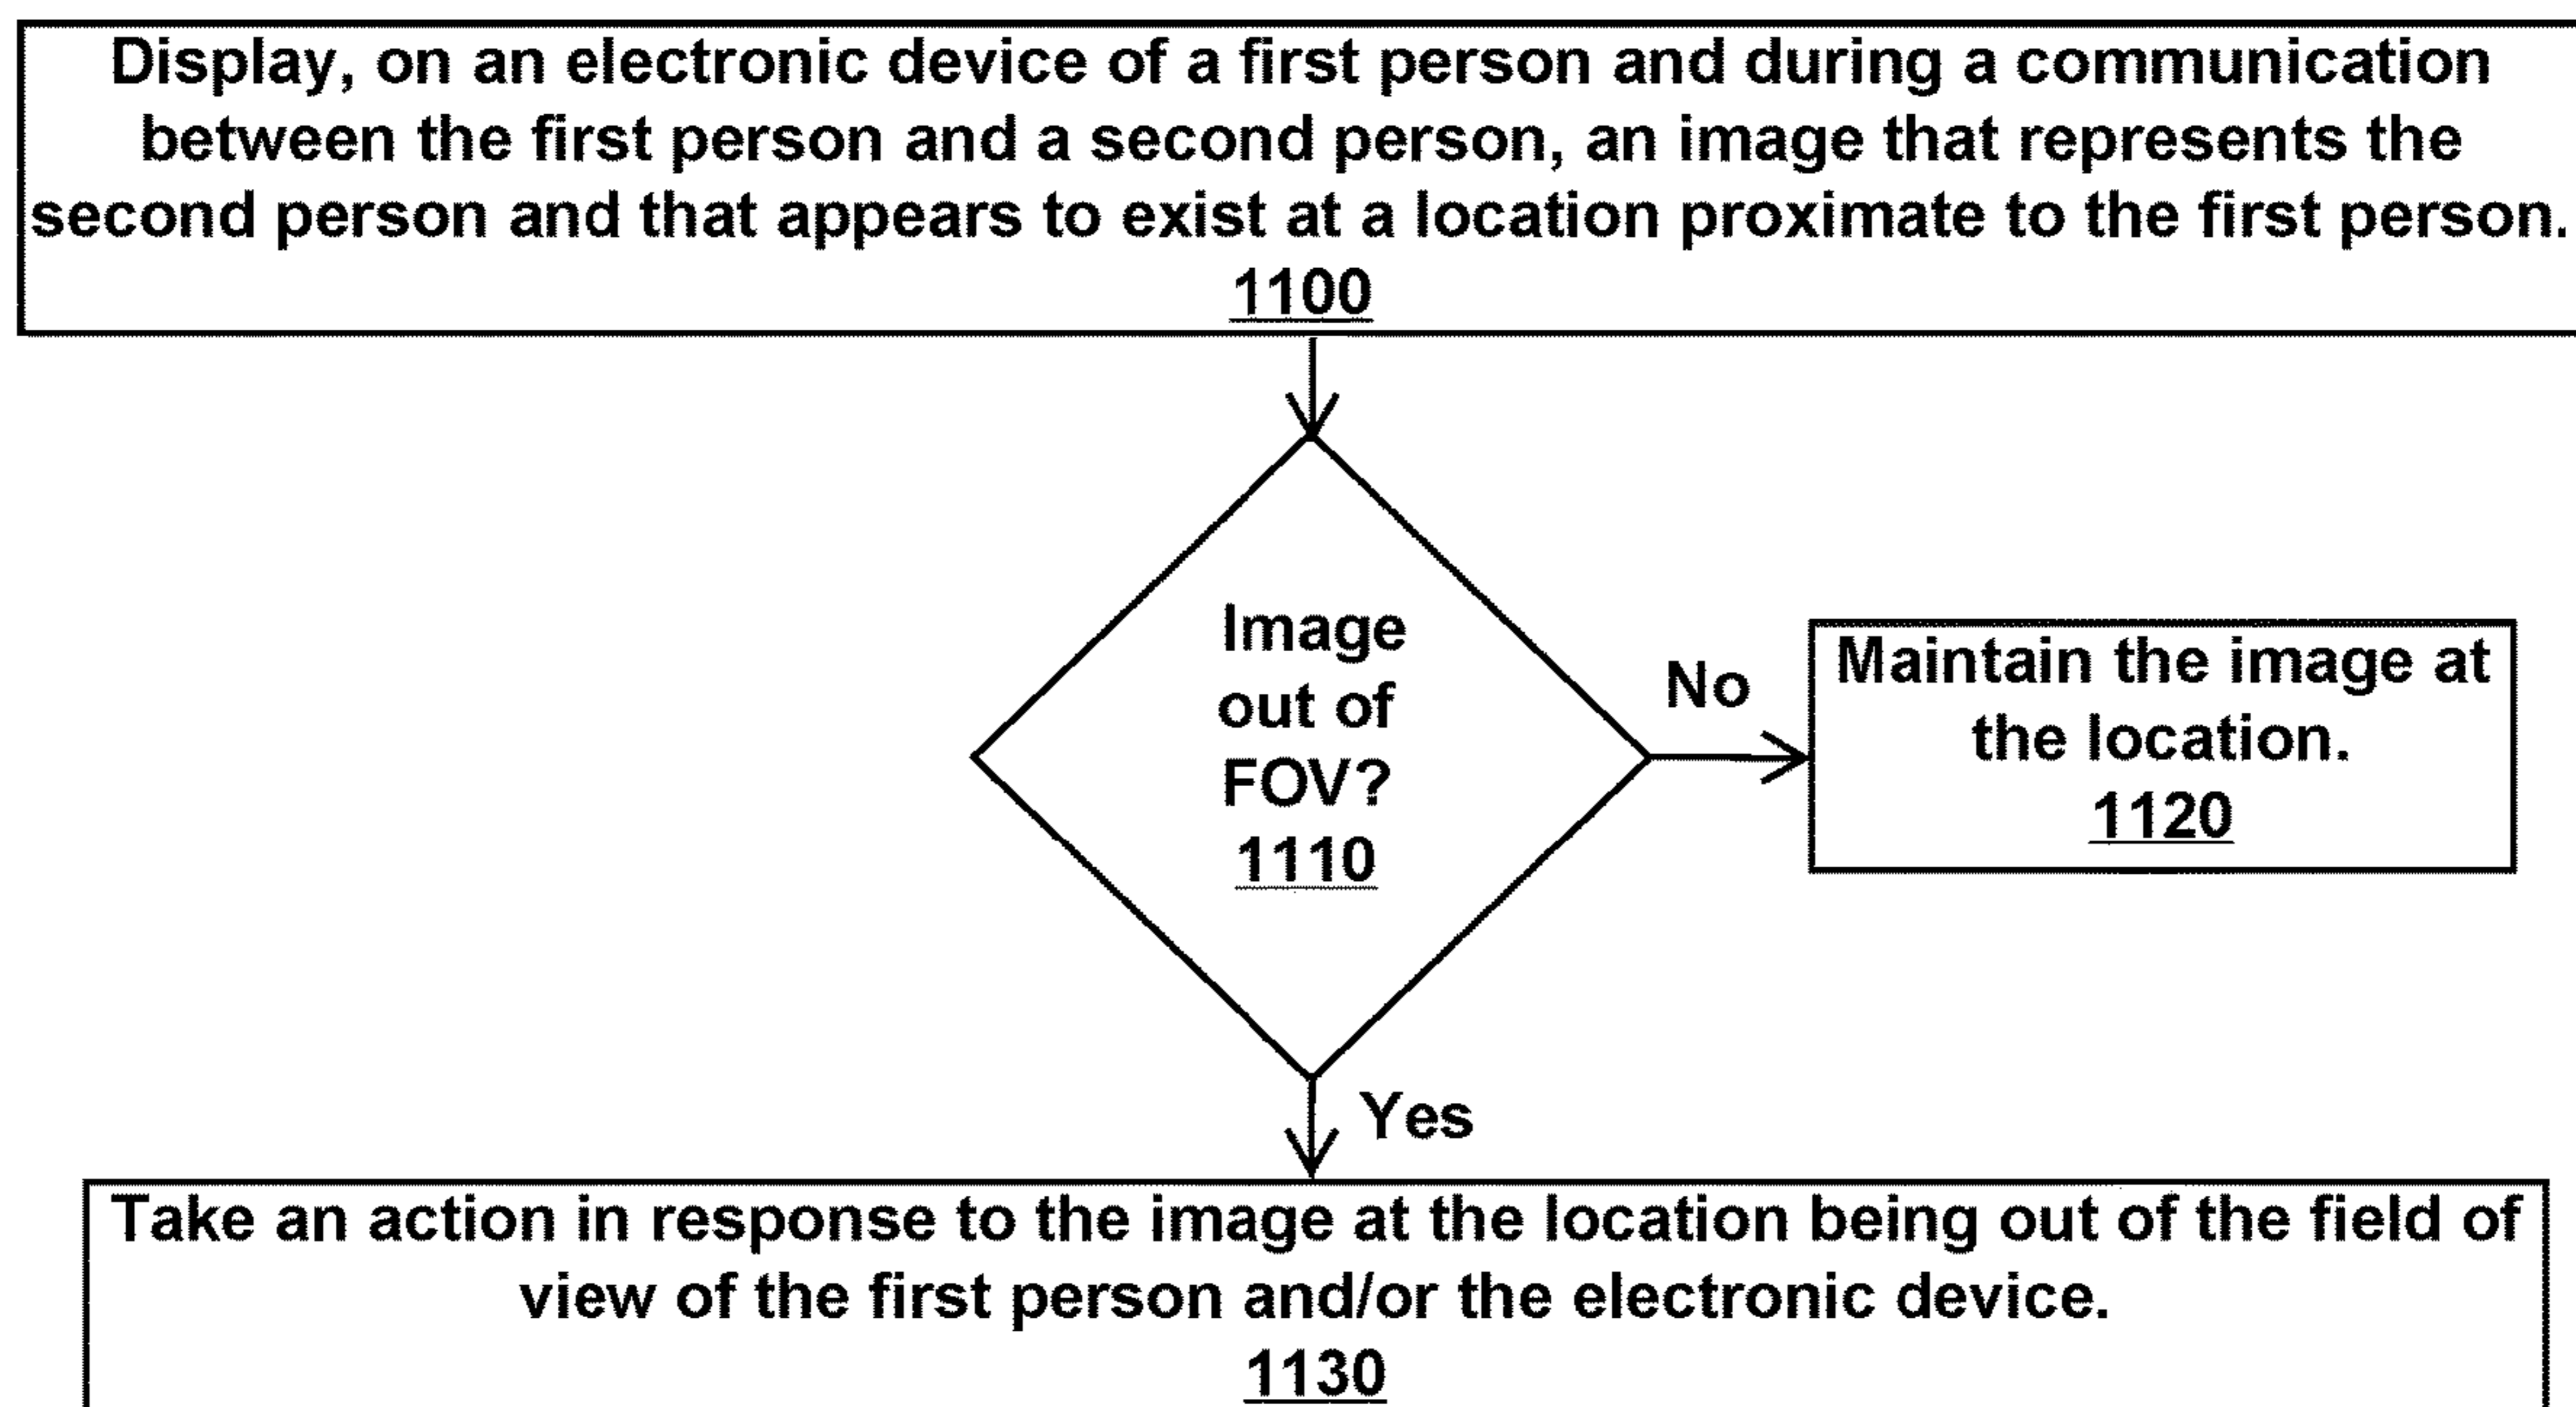 Display, on an electronic device of a first person and during a communication
between the first person and a second person, an image that represents the
second person and that appears to exist at a location proximate to the first person.
1100
Image
out of
FOV?
1110
No
Maintain the image at
the location.
1120
Yes
Take an action in response to the image at the location being out of the field of
view of the first person and/or the electronic device.
1130